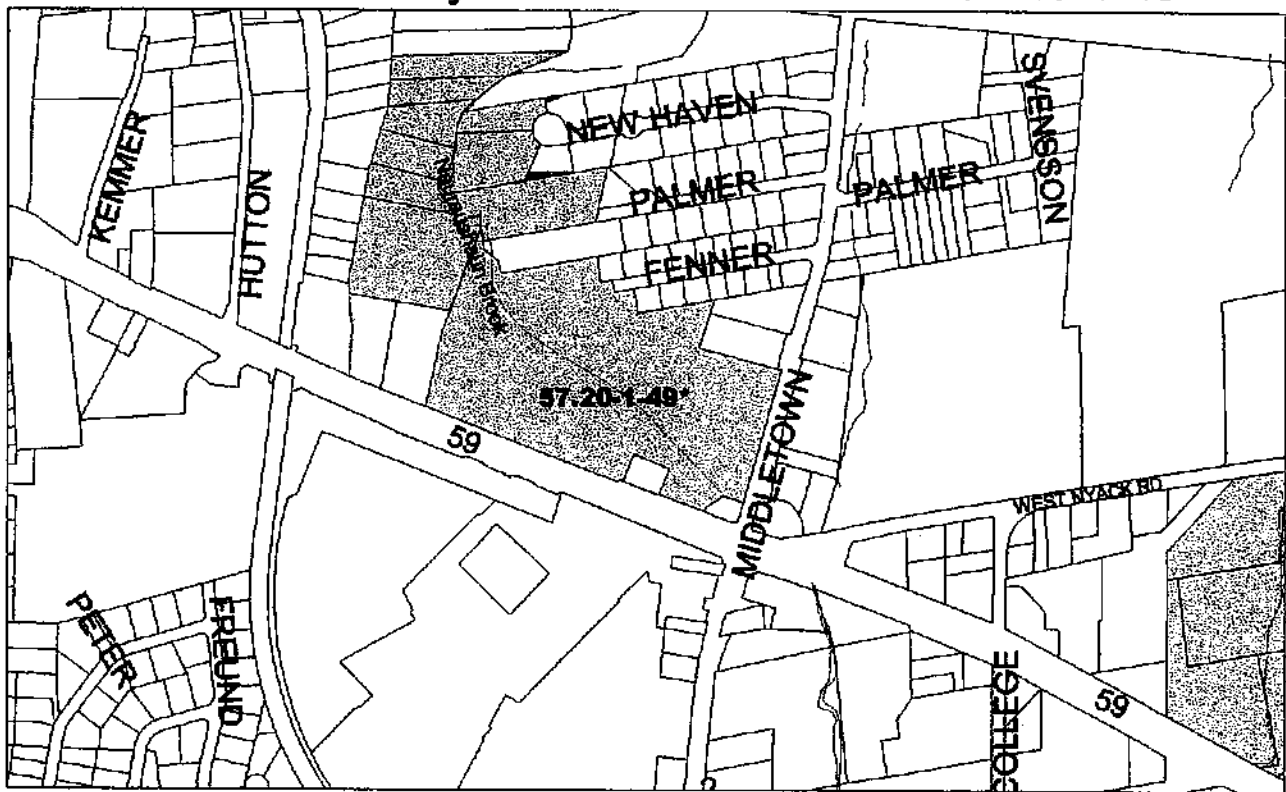 SVENSSON
NEW HAVEN
KEMMER
PALMER
PALMER
HUTTON
FENNER
Brook
57.20-1-49*
59
MIDDLETOWN
WEST NYACK RD
PETER
FREUND
COLLEGE
59